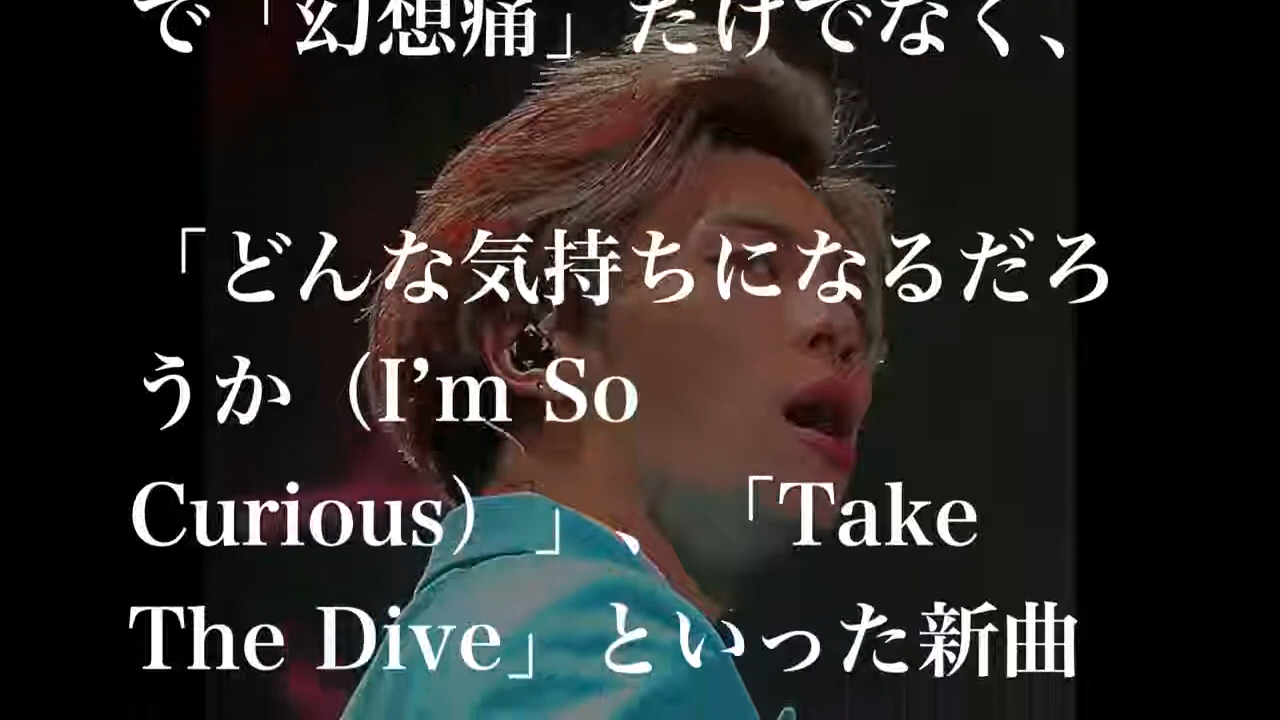 で「幻想痛」だけでなく、
「どんな気持ちになるだろ
うか（I’m So
Curious）」、　「Take
The Dive」といった新曲